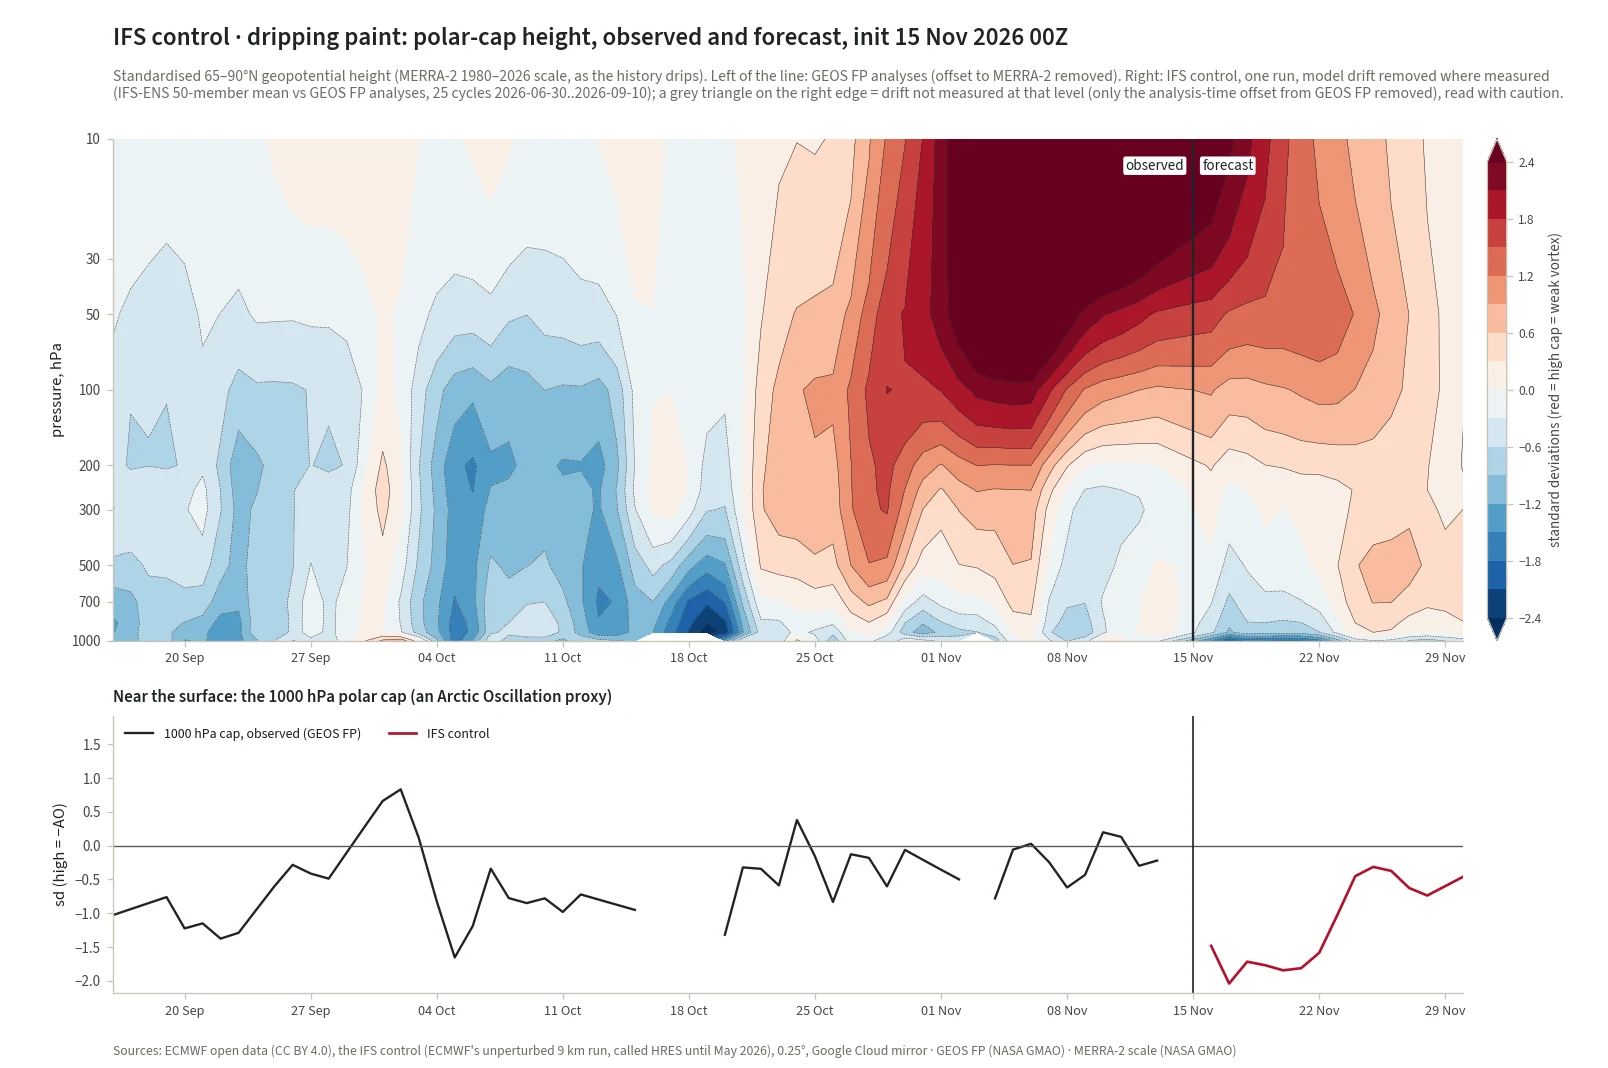 IFS control · dripping paint: polar-cap height, observed and forecast, init 15 Nov 2026 00Z
Standardised 65–90°N geopotential height (MERRA-2 1980–2026 scale, as the history drips). Left of the line: GEOS FP analyses (offset to MERRA-2 removed). Right: IFS control, one run, model drift removed where measured
(IFS-ENS 50-member mean vs GEOS FP analyses, 25 cycles 2026-06-30..2026-09-10); a grey triangle on the right edge = drift not measured at that level (only the analysis-time offset from GEOS FP removed), read with caution.
pressure, hPa
10
30
50
100
200
300
500
700
1000
observed
forecast
20 Sep
27 Sep
04 Oct
11 Oct
18 Oct
25 Oct
01 Nov
08 Nov
15 Nov
22 Nov
29 Nov
2.4
1.8
1.2
0.6
0.0
−0.6
−1.2
−1.8
−2.4
standard deviations (red = high cap = weak vortex)
Near the surface: the 1000 hPa polar cap (an Arctic Oscillation proxy)
1000 hPa cap, observed (GEOS FP)
IFS control
sd (high = −AO)
1.5
1.0
0.5
0.0
−0.5
−1.0
−1.5
−2.0
20 Sep
27 Sep
04 Oct
11 Oct
18 Oct
25 Oct
01 Nov
08 Nov
15 Nov
22 Nov
29 Nov
Sources: ECMWF open data (CC BY 4.0), the IFS control (ECMWF's unperturbed 9 km run, called HRES until May 2026), 0.25°, Google Cloud mirror · GEOS FP (NASA GMAO) · MERRA-2 scale (NASA GMAO)